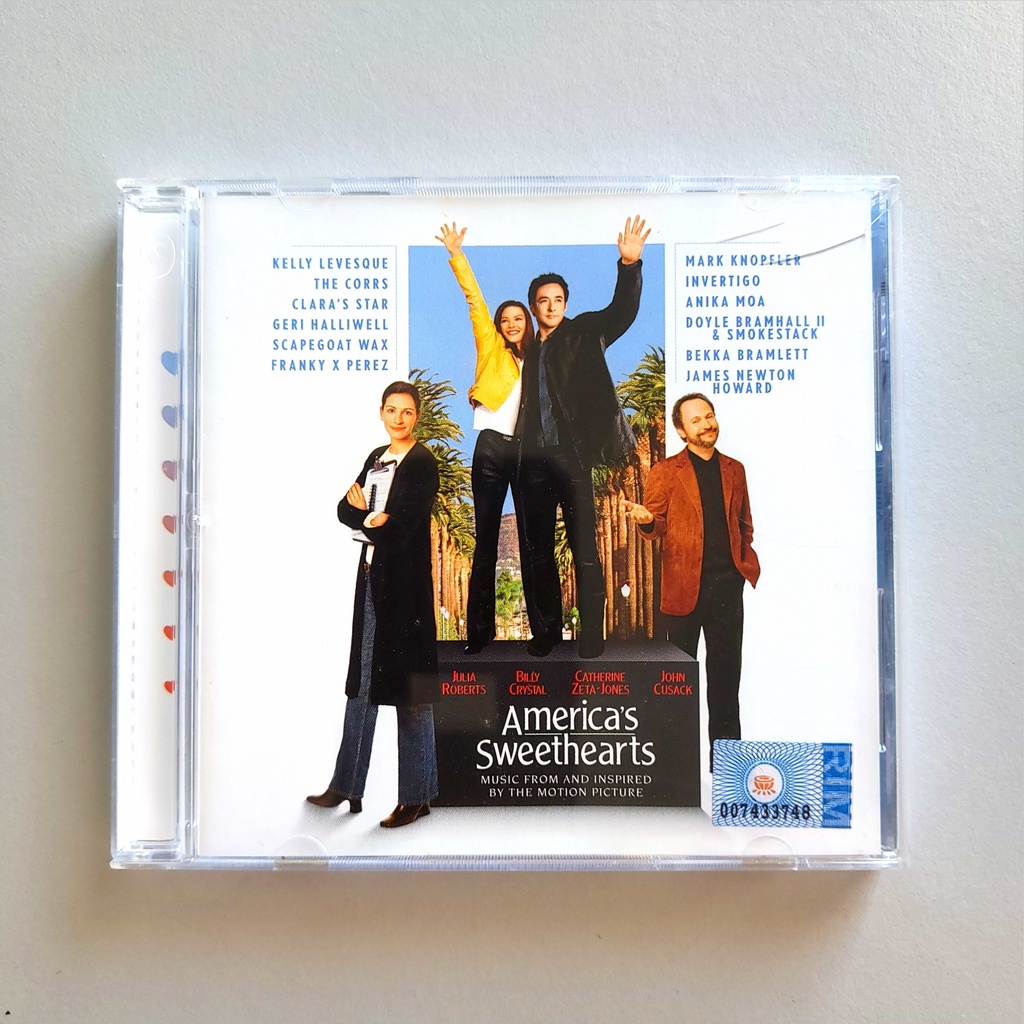 KELLY LEVESQUE
THE CORRS
CLARA'S STAR
GERI HALLIWELL
SCAPEGOAT WAX
FRANKY X PEREZ
MARK KNOPFLER
INVERTIGO
ANIKA MOA
DOYLE BRAMHALL II
& SMOKESTACK
BEKKA BRAMLETT
JAMES NEWTON
HOWARD
JULIA
ROBERTS
BILLY
CRYSTAL
CATHERINE
ZETA-JONES
JOHN
CUSACK
AMERICA'S
SWEETHEARTS
MUSIC FROM AND INSPIRED
BY THE MOTION PICTURE
RIM
007433748